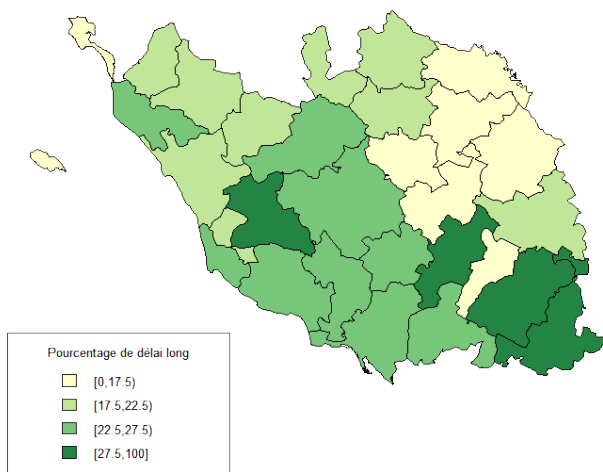 Pourcentage de délai long
[0,17.5)
[17.5,22.5)
[22.5,27.5)
[27.5,100]